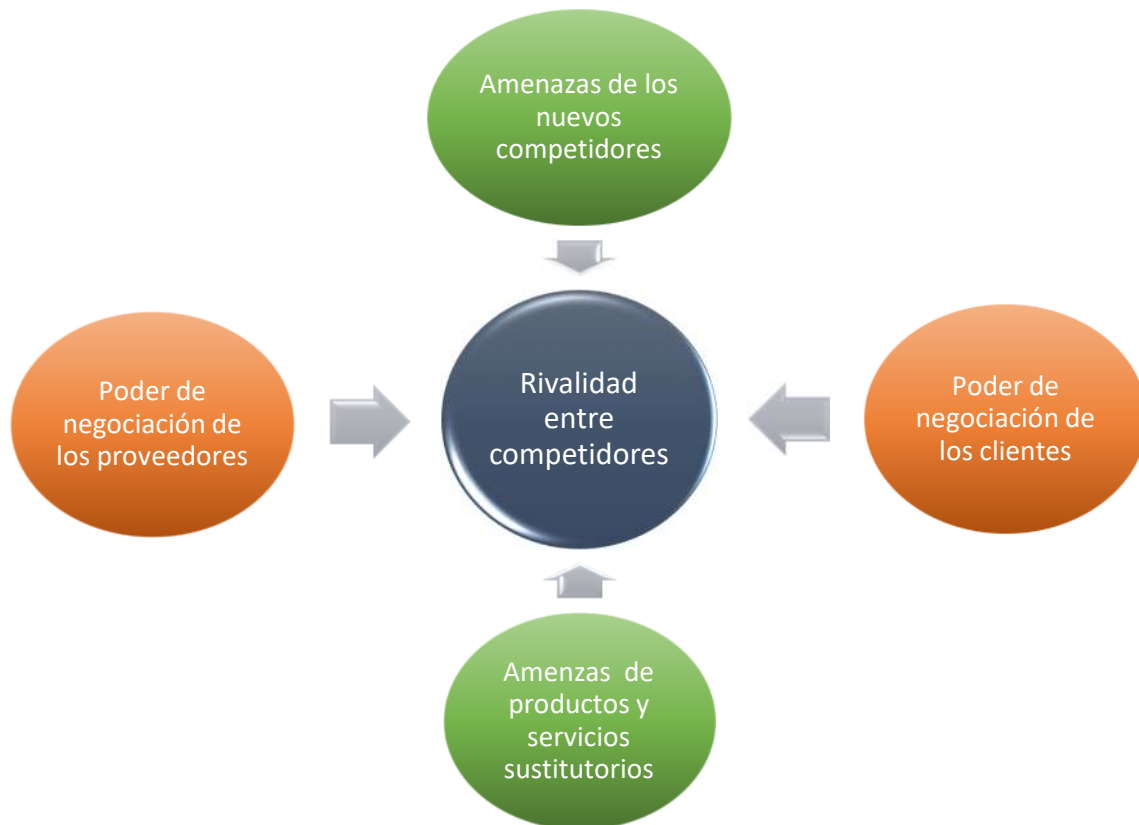 Amenazas de los
nuevos
competidores
Poder de
negociación de
los proveedores
Rivalidad
entre
competidores
Poder de
negociación de
los clientes
Amenzas de
productos y
servicios
sustitutorios